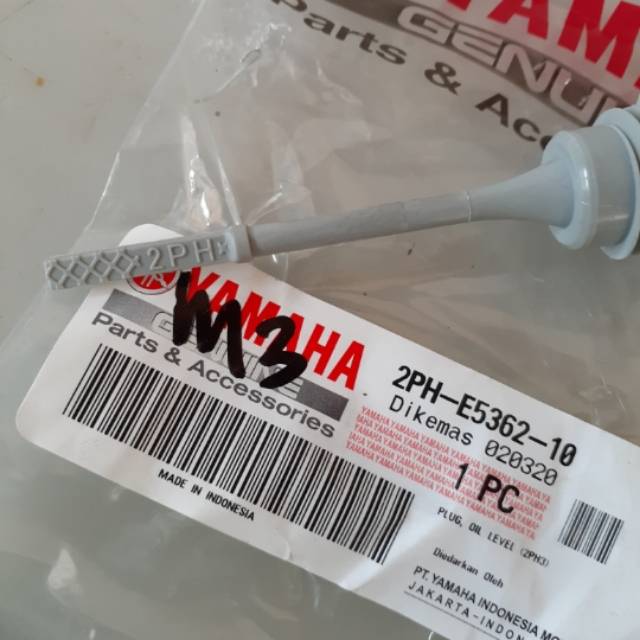 YAM
GENUI
Parts & Acc
2PH
YAMAHA
GENUINE
Parts & Accessories
M3
2PH-E5362-10
Dikemas 020320
1 PC
PLUG, OIL LEVEL (2PH3)
MADE IN INDONESIA
Diedarkan Oleh
PT. YAMAHA INDONESIA MO
JAKARTA-INDON